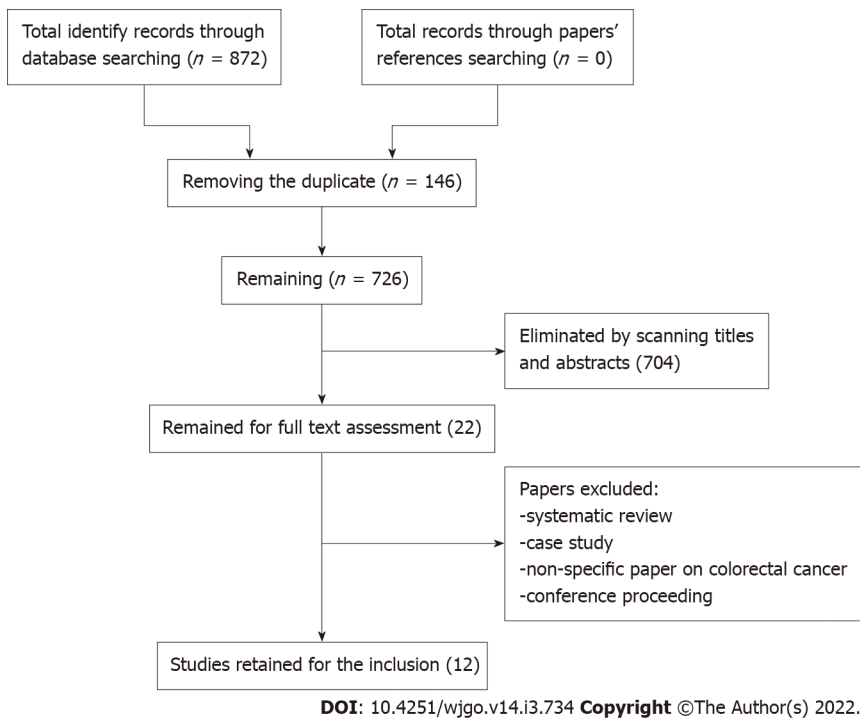 Total identify records through
database searching (n = 872)
Total records through papers'
references searching (n = 0)
Removing the duplicate (n = 146)
Remaining (n = 726)
Eliminated by scanning titles
and abstracts (704)
Remained for full text assessment (22)
Papers excluded:
-systematic review
-case study
-non-specific paper on colorectal cancer
-conference proceeding
Studies retained for the inclusion (12)
DOI: 10.4251/wjgo.v14.i3.734 Copyright ©The Author(s) 2022.